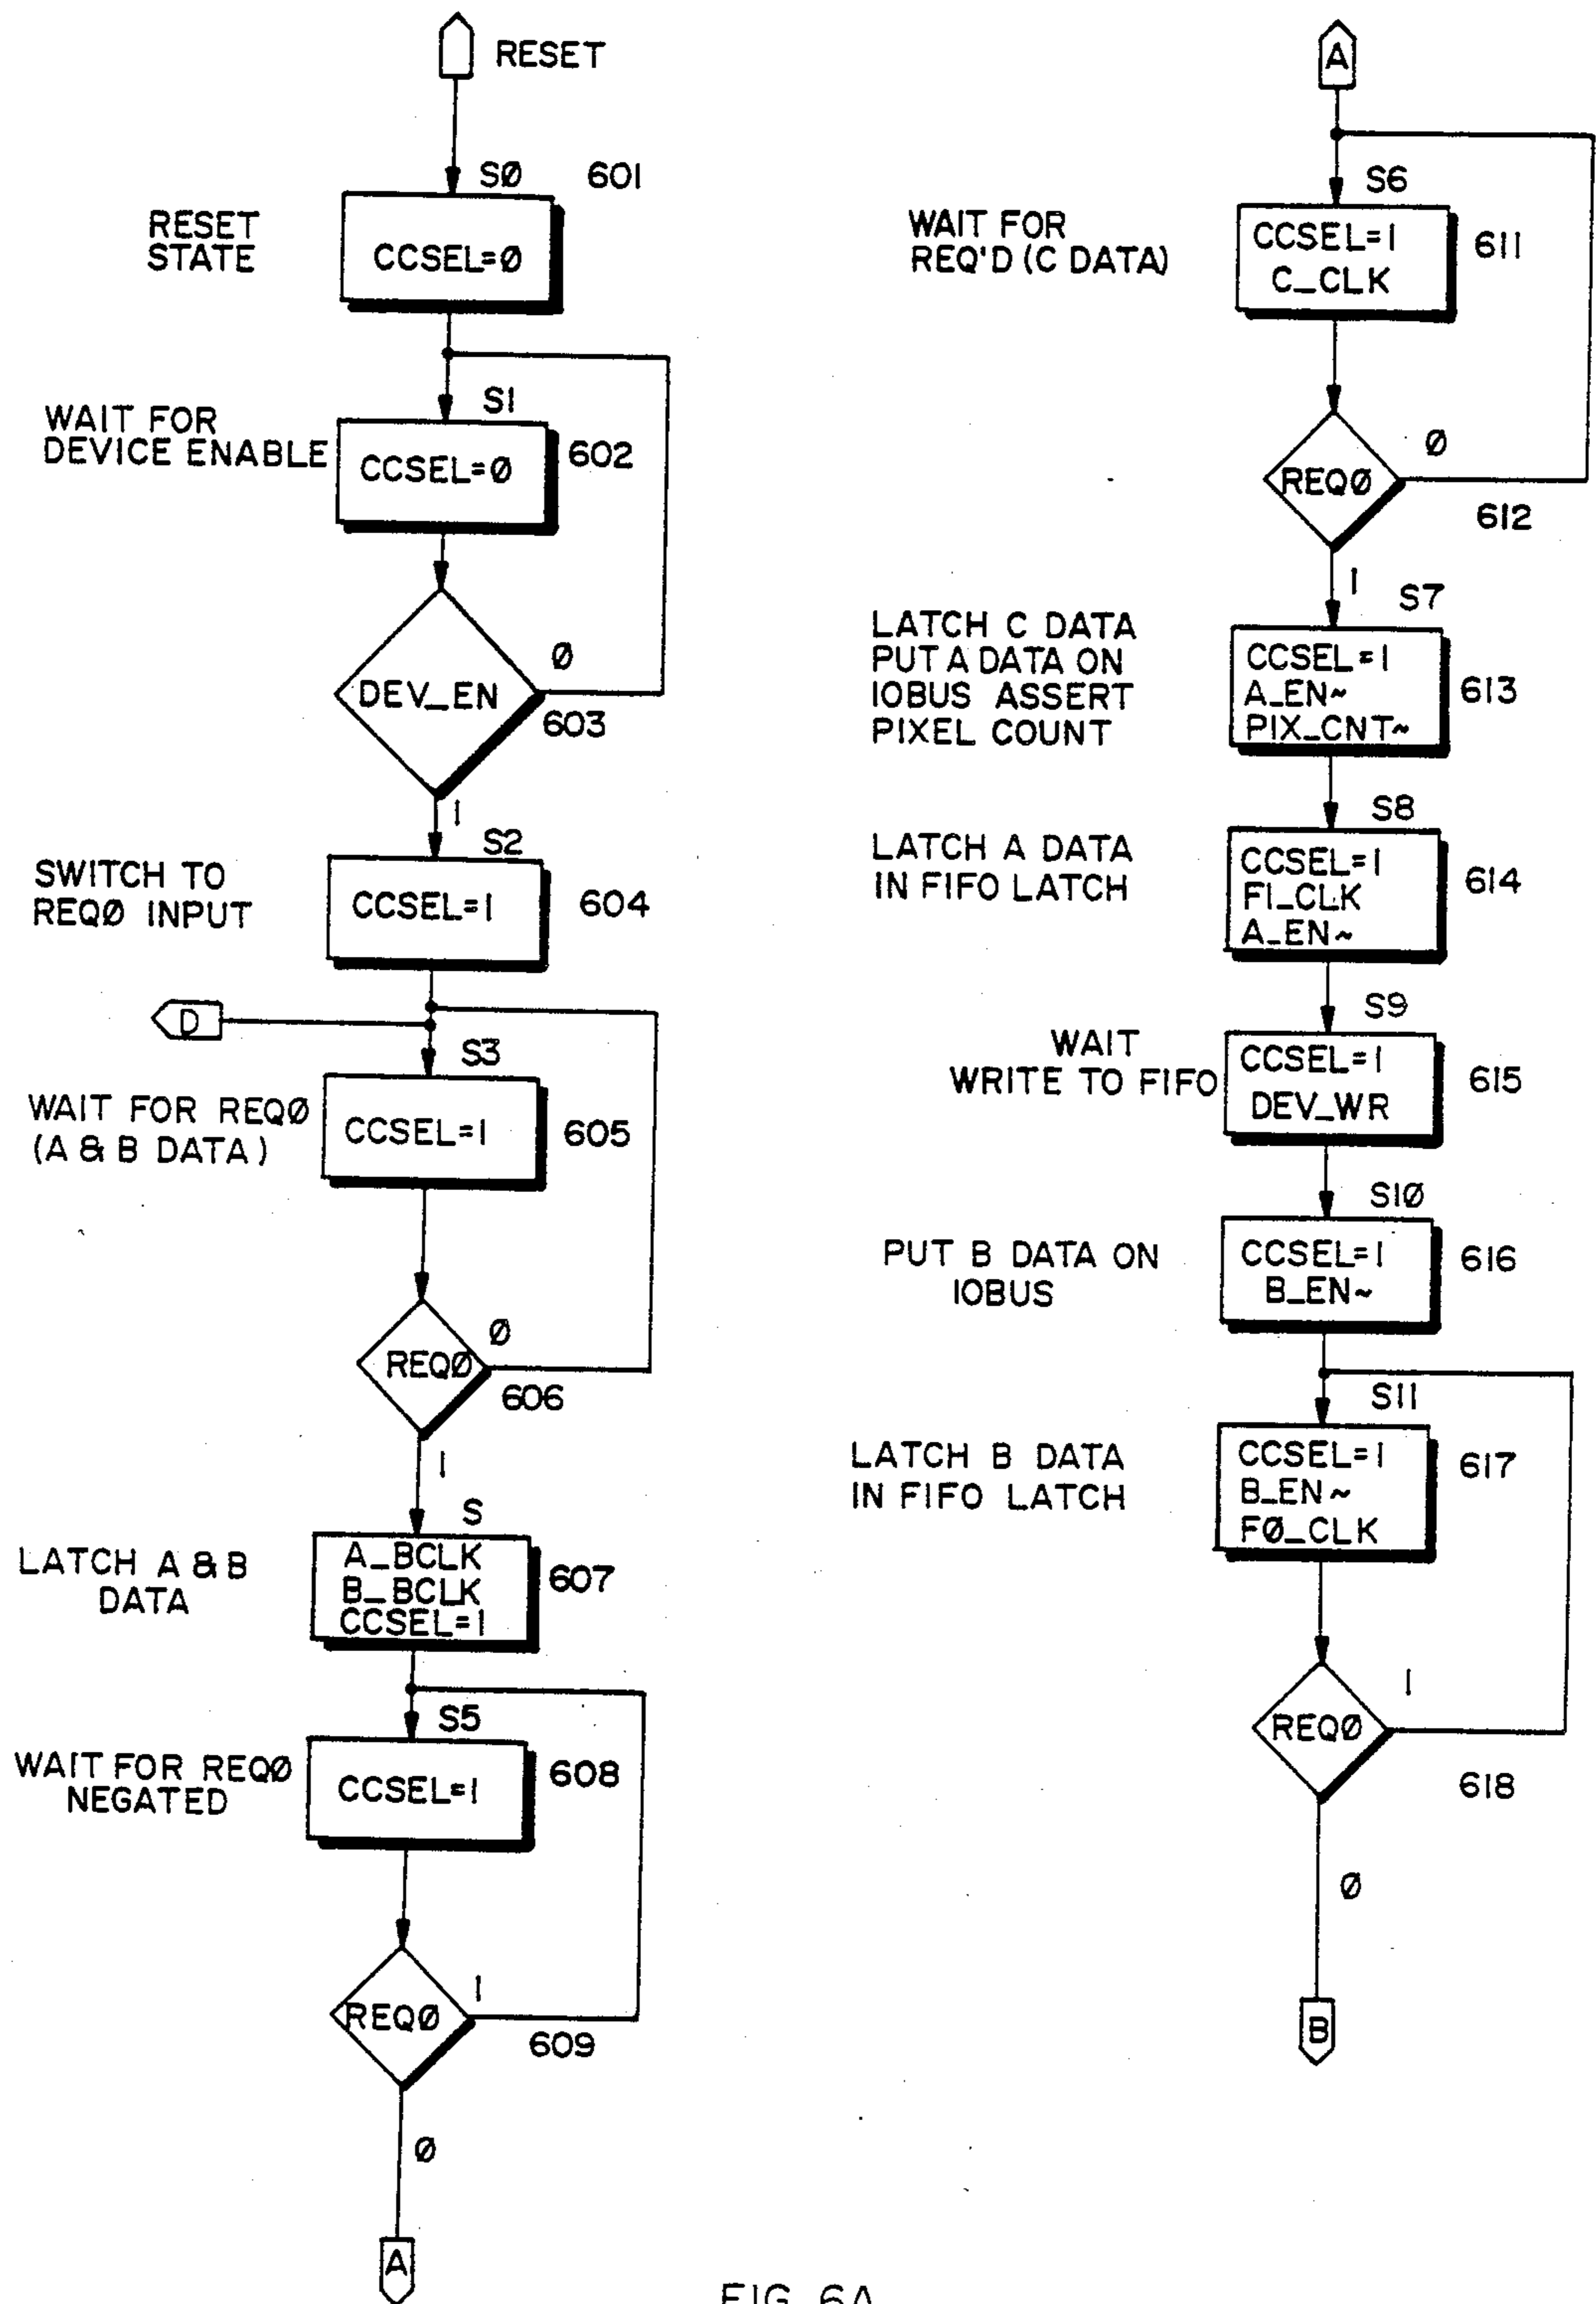 RESET
S0 601
RESET
STATE
CCSEL=0
S1
WAIT FOR
DEVICE ENABLE
CCSEL=0
602
0
DEV_EN
603
1
S2
SWITCH TO
REQ0 INPUT
CCSEL=1
604
D
S3
WAIT FOR REQ0
(A & B DATA)
CCSEL=1
605
0
REQ0
606
1
S
LATCH A & B
DATA
A_BCLK
B_BCLK
CCSEL=1
607
S5
WAIT FOR REQ0
NEGATED
CCSEL=1
608
1
REQ0
609
0
A
A
S6
WAIT FOR
REQ'D (C DATA)
CCSEL=1
C_CLK
611
0
REQ0
612
1
S7
LATCH C DATA
PUT A DATA ON
IOBUS ASSERT
PIXEL COUNT
CCSEL=1
A_EN~
PIX_CNT~
613
S8
LATCH A DATA
IN FIFO LATCH
CCSEL=1
F1_CLK
A_EN~
614
S9
WAIT
WRITE TO FIFO
CCSEL=1
DEV_WR
615
S10
PUT B DATA ON
IOBUS
CCSEL=1
B_EN~
616
S11
LATCH B DATA
IN FIFO LATCH
CCSEL=1
B_EN~
F0_CLK
617
1
REQ0
618
0
B
FIG. 6A